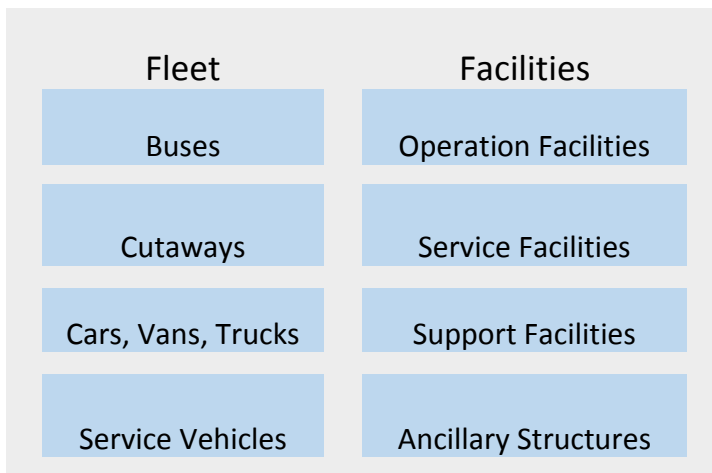 Fleet
Buses
Cutaways
Cars, Vans, Trucks
Service Vehicles
Facilities
Operation Facilities
Service Facilities
Support Facilities
Ancillary Structures